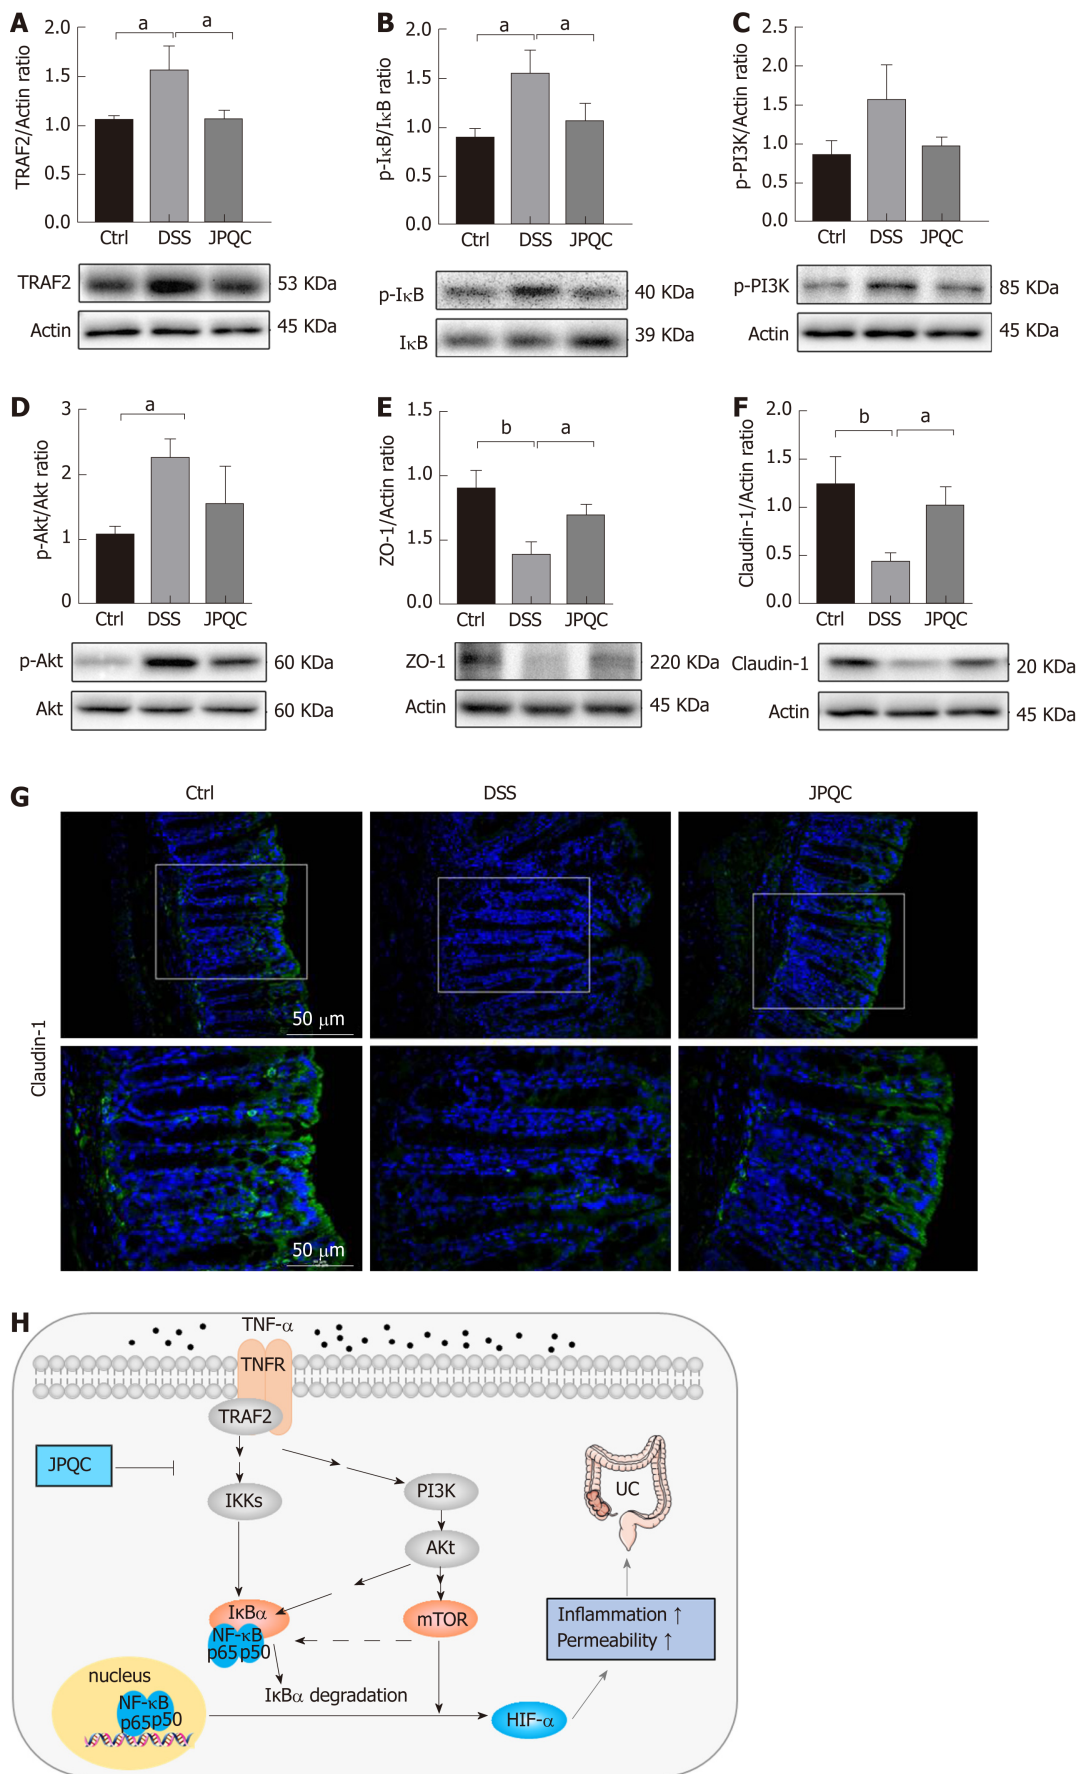 A
TRAF2/Actin ratio
2.0
1.5
1.0
0.5
0.0
a
a
Ctrl
DSS
JPQC
TRAF2
53 KDa
Actin
45 KDa
B
p-IκB/IκB ratio
2.0
1.5
1.0
0.5
0.0
a
a
Ctrl
DSS
JPQC
p-IκB
40 KDa
IκB
39 KDa
C
p-PI3K/Actin ratio
2.5
2.0
1.5
1.0
0.5
0.0
Ctrl
DSS
JPQC
p-PI3K
85 KDa
Actin
45 KDa
D
p-Akt/Akt ratio
3
2
1
0
a
Ctrl
DSS
JPQC
p-Akt
60 KDa
Akt
60 KDa
E
ZO-1/Actin ratio
1.5
1.0
1.5
0.0
b
a
Ctrl
DSS
JPQC
ZO-1
220 KDa
Actin
45 KDa
F
Claudin-1/Actin ratio
2.0
1.5
1.0
0.5
0.0
b
a
Ctrl
DSS
JPQC
Claudin-1
20 KDa
Actin
45 KDa
G
Ctrl
DSS
JPQC
Claudin-1
50 μm
50 μm
H
TNF-α
TNFR
TRAF2
JPQC
IKKs
PI3K
AKt
UC
IκBα
mTOR
NF-κB
p65 p50
Inflammation ↑
Permeability ↑
IκBα degradation
nucleus
NF-κB
p65 p50
HIF-α